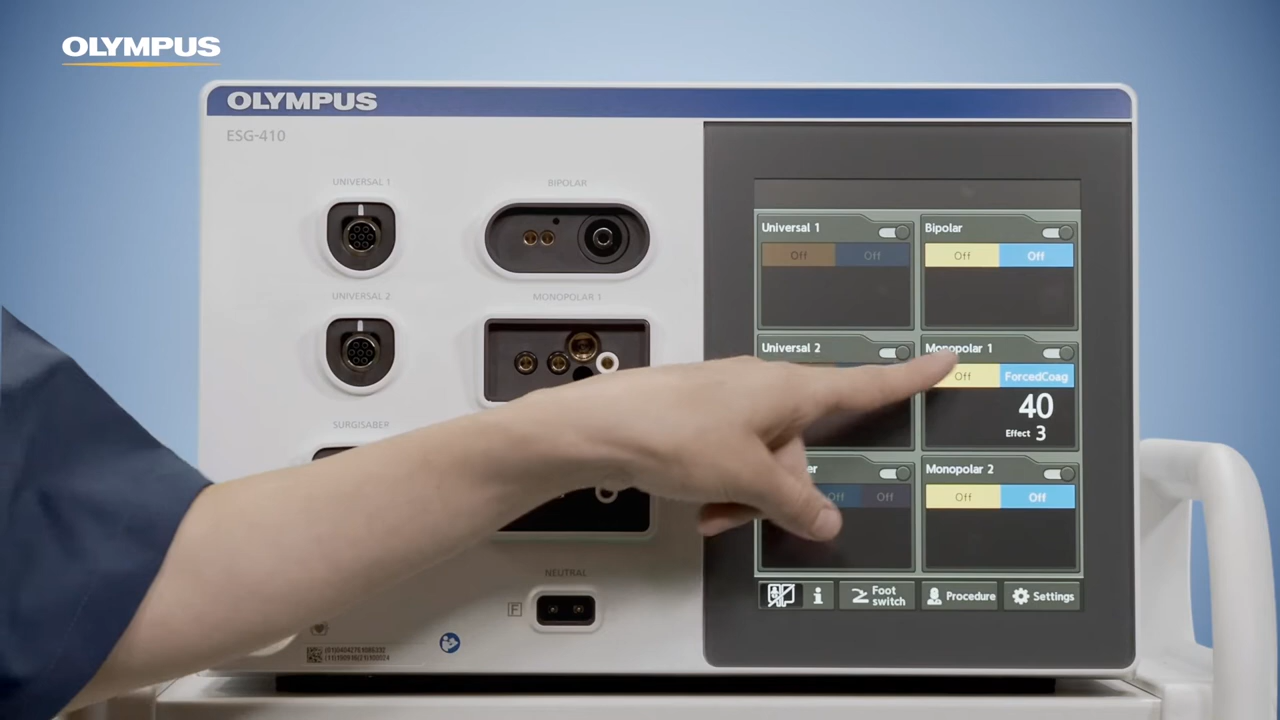 OLYMPUS
OLYMPUS
ESG-410
UNIVERSAL 1
BIPOLAR
UNIVERSAL 2
MONOPOLAR 1
SURGISABER
NEUTRAL
F
Universal 1
Off Off
Bipolar
Off Off
Universal 2
Monopolar 1
Off ForcedCoag
40
Effect 3
er
Off Off
Monopolar 2
Off Off
i
Foot switch
Procedure
Settings